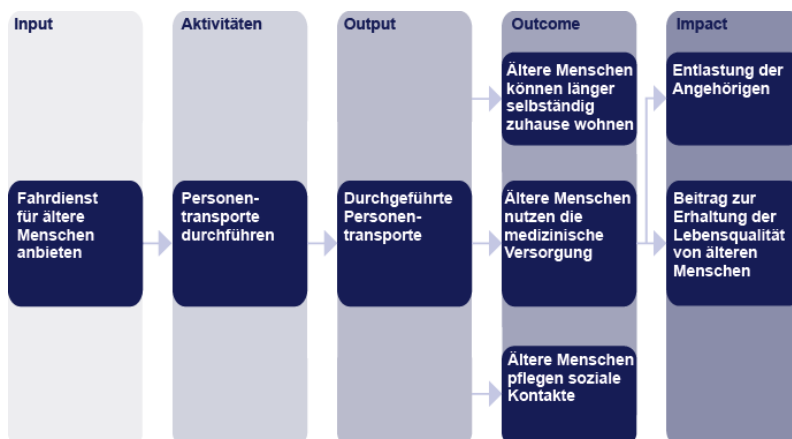 Input
Aktivitäten
Output
Outcome
Impact
Fahrdienst
für ältere
Menschen
anbieten
Personen-
transporte
durchführen
Durchgeführte
Personen-
transporte
Ältere Menschen
können länger
selbständig
zuhause wohnen
Ältere Menschen
nutzen die
medizinische
Versorgung
Ältere Menschen
pflegen soziale
Kontakte
Entlastung der
Angehörigen
Beitrag zur
Erhaltung der
Lebensqualität
von älteren
Menschen